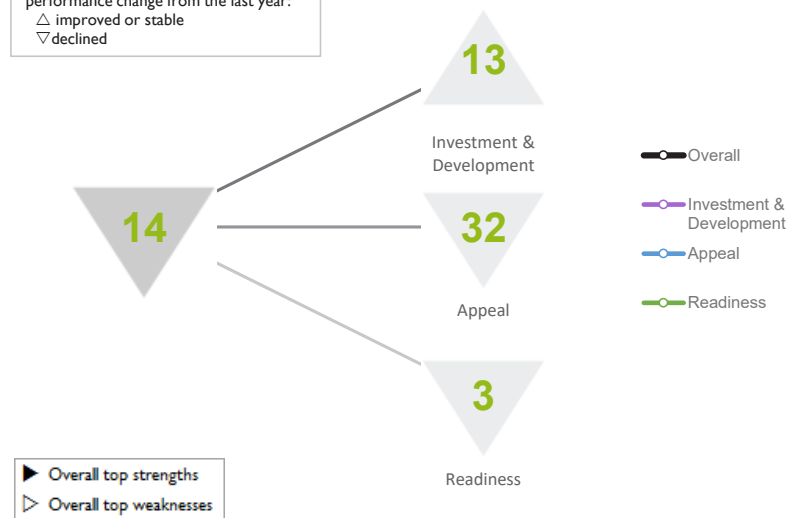 performance change from the last year:
△ improved or stable
▽ declined
13
Investment &
Development
14
32
Appeal
3
Readiness
Overall
Investment &
Development
Appeal
Readiness
▶ Overall top strengths
▷ Overall top weaknesses